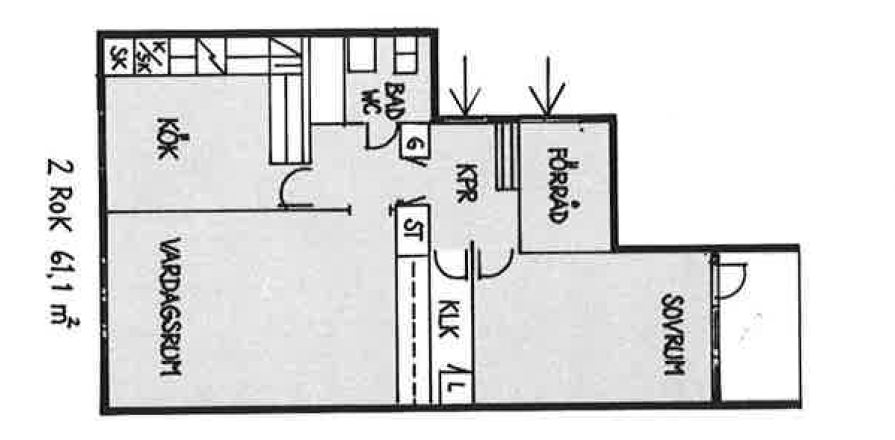 SK
K/SK
KÖK
BAD
WC
G
KPR
FÖRRÅD
ST
VARDAGSRUM
KLK
L
SOVRUM
2 RoK 61,1 m²